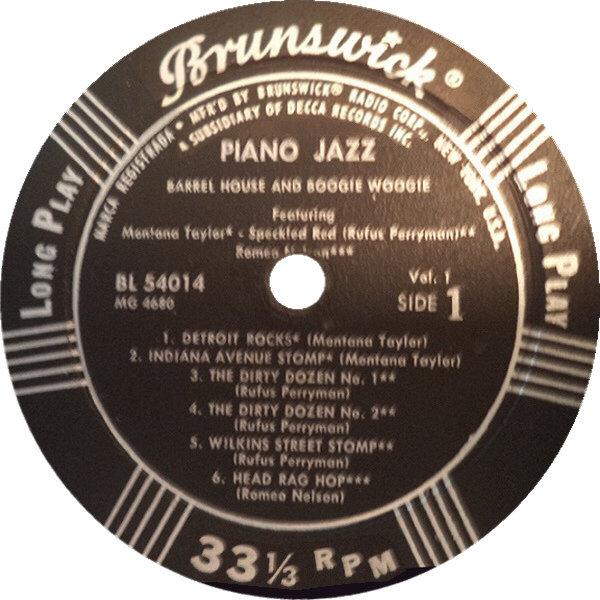 Brunswick®
MARCA REGISTRADA • MFR'D BY BRUNSWICK® RADIO CORP., NEW YORK U.S.A.
A SUBSIDIARY OF DECCA RECORDS INC.
PIANO JAZZ
BARREL HOUSE AND BOOGIE WOOGIE
Featuring
Montana Taylor* - Speckled Red (Rufus Perryman)**
Romeo Nelson***
LONG PLAY
LONG PLAY
BL 54014
MG 4680
Vol. 1
SIDE 1
1. DETROIT ROCKS* (Montana Taylor)
2. INDIANA AVENUE STOMP* (Montana Taylor)
3. THE DIRTY DOZEN No. 1**
(Rufus Perryman)
4. THE DIRTY DOZEN No. 2**
(Rufus Perryman)
5. WILKINS STREET STOMP**
(Rufus Perryman)
6. HEAD RAG HOP***
(Romeo Nelson)
33 1/3 RPM